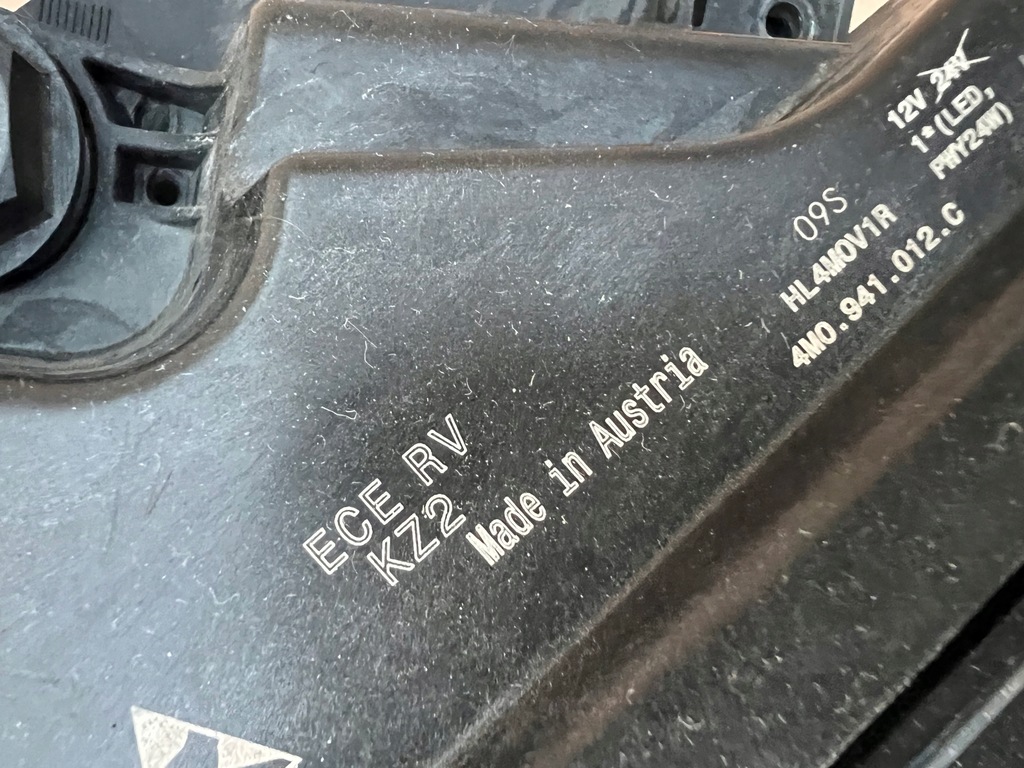 12V 24V
1*(LED,
PWY24W)
09S
HL4M0V1R
4M0.941.012.C
ECE RV
KZ2
Made in Austria